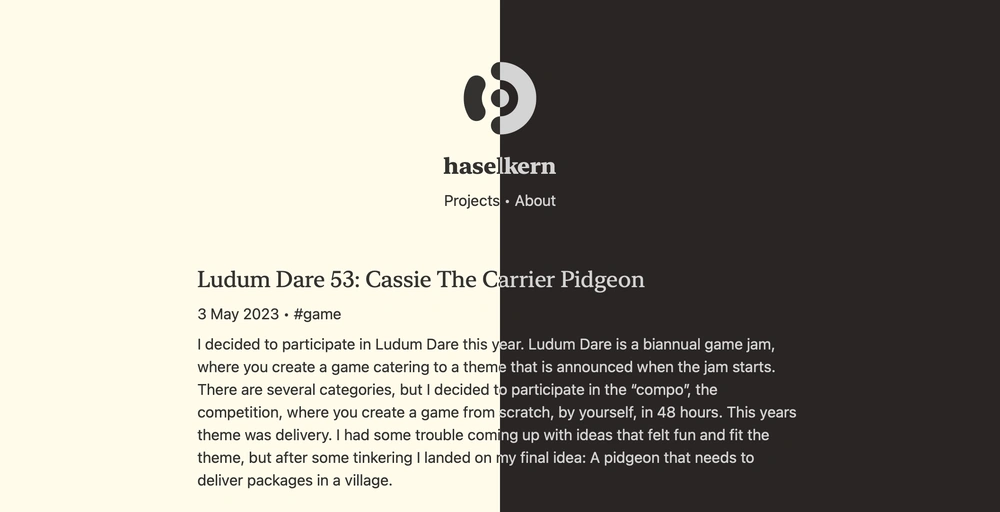 haselkern
Projects • About
Ludum Dare 53: Cassie The Carrier Pidgeon
3 May 2023 • #game
I decided to participate in Ludum Dare this year. Ludum Dare is a biannual game jam,
where you create a game catering to a theme that is announced when the jam starts.
There are several categories, but I decided to participate in the “compo”, the
competition, where you create a game from scratch, by yourself, in 48 hours. This years
theme was delivery. I had some trouble coming up with ideas that felt fun and fit the
theme, but after some tinkering I landed on my final idea: A pidgeon that needs to
deliver packages in a village.